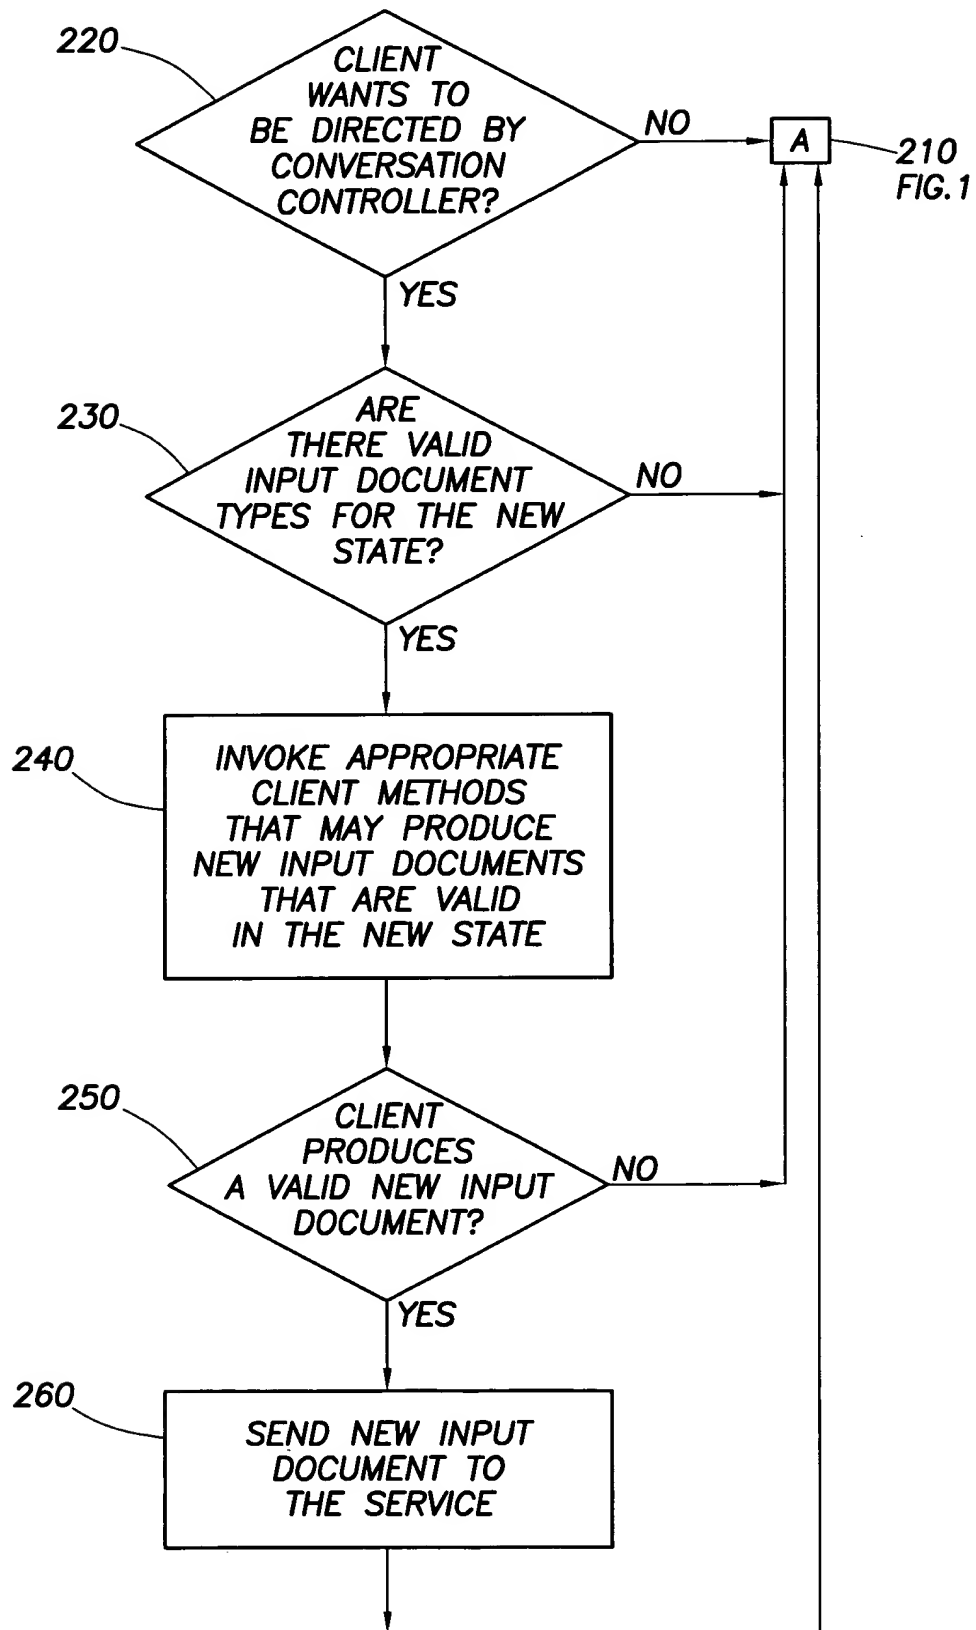 220
CLIENT
WANTS TO
BE DIRECTED BY
CONVERSATION
CONTROLLER?
NO
A
210
FIG.1
YES
230
ARE
THERE VALID
INPUT DOCUMENT
TYPES FOR THE NEW
STATE?
NO
YES
240
INVOKE APPROPRIATE
CLIENT METHODS
THAT MAY PRODUCE
NEW INPUT DOCUMENTS
THAT ARE VALID
IN THE NEW STATE
250
CLIENT
PRODUCES
A VALID NEW INPUT
DOCUMENT?
NO
YES
260
SEND NEW INPUT
DOCUMENT TO
THE SERVICE